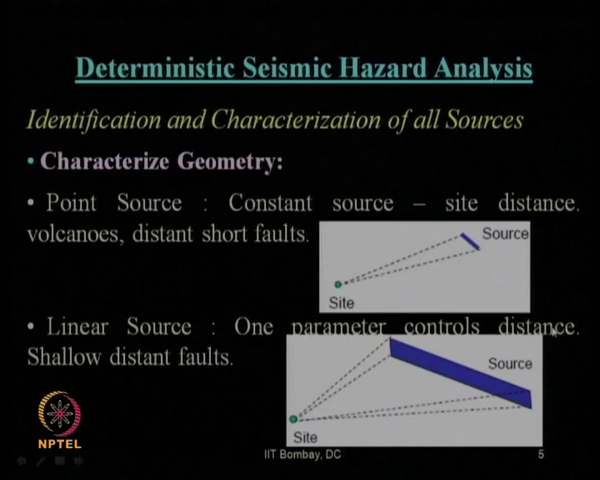 Deterministic Seismic Hazard Analysis
Identification and Characterization of all Sources
• Characterize Geometry:
• Point Source : Constant source – site distance.
volcanoes, distant short faults.
Source
Site
• Linear Source : One parameter controls distance.
Shallow distant faults.
Source
Site
NPTEL
IIT Bombay, DC
5